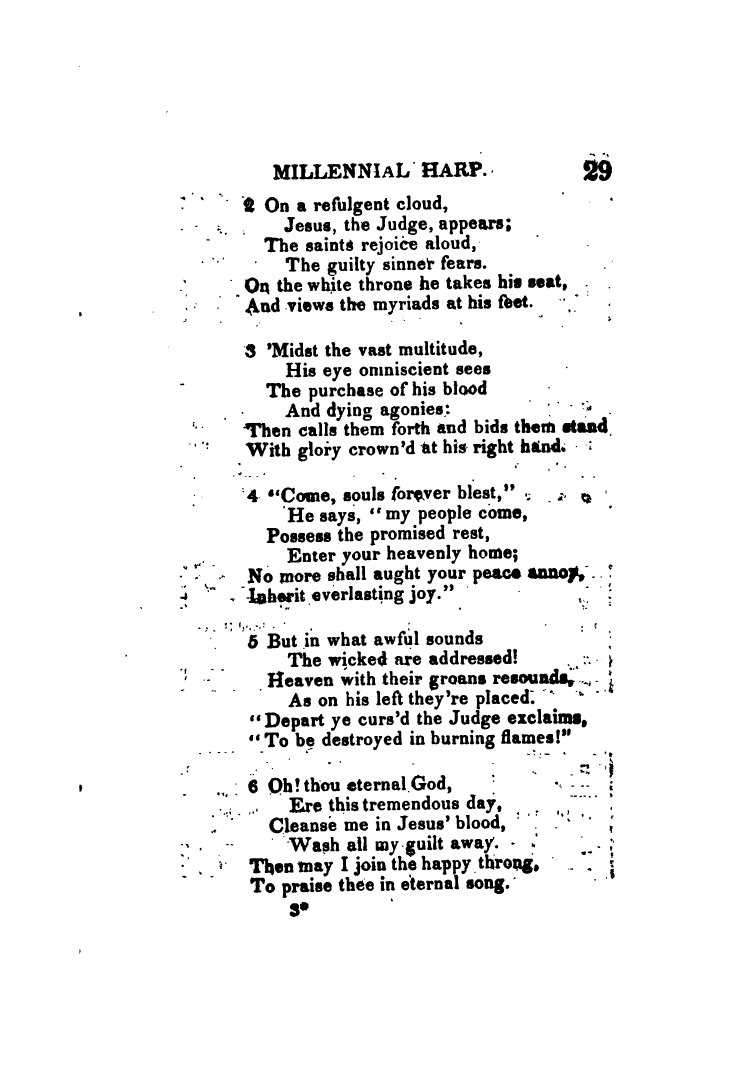 MILLENNIAL HARP. 29
2 On a refulgent cloud,
Jesus, the Judge, appears;
The saints rejoice aloud,
The guilty sinner fears.
On the white throne he takes his seat,
And views the myriads at his feet.
3 'Midst the vast multitude,
His eye omniscient sees
The purchase of his blood
And dying agonies:
Then calls them forth and bids them stand
With glory crown'd at his right hand.
4 "Come, souls forever blest,"
He says, "my people come,
Possess the promised rest,
Enter your heavenly home;
No more shall aught your peace annoy,
Inherit everlasting joy."
5 But in what awful sounds
The wicked are addressed!
Heaven with their groans resounds,
As on his left they're placed.
"Depart ye curs'd the Judge exclaims,
"To be destroyed in burning flames!"
6 Oh! thou eternal God,
Ere this tremendous day,
Cleanse me in Jesus' blood,
Wash all my guilt away.
Then may I join the happy throng,
To praise thee in eternal song.
3*